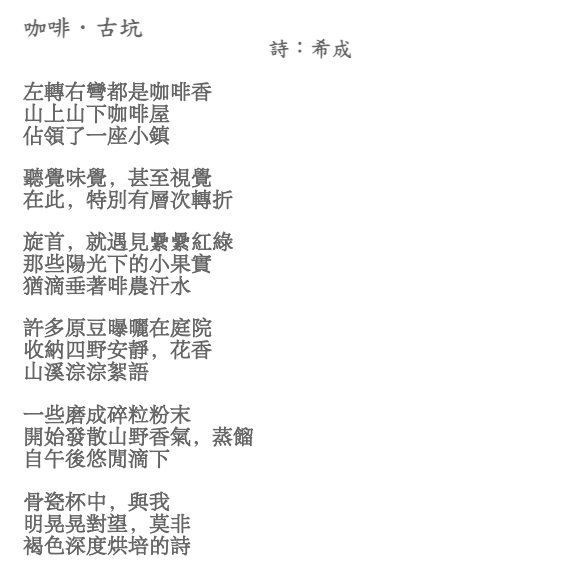 咖啡·古坑
詩：希成
左轉右彎都是咖啡香
山上山下咖啡屋
佔領了一座小鎮
聽覺味覺，甚至視覺
在此，特別有層次轉折
旋首，就遇見纍纍紅綠
那些陽光下的小果實
猶滴垂著啡農汗水
許多原豆曝曬在庭院
收納四野安靜，花香
山溪淙淙絮語
一些磨成碎粒粉末
開始發散山野香氣，蒸餾
自午後悠閒滴下
骨瓷杯中，與我
明晃晃對望，莫非
褐色深度烘培的詩